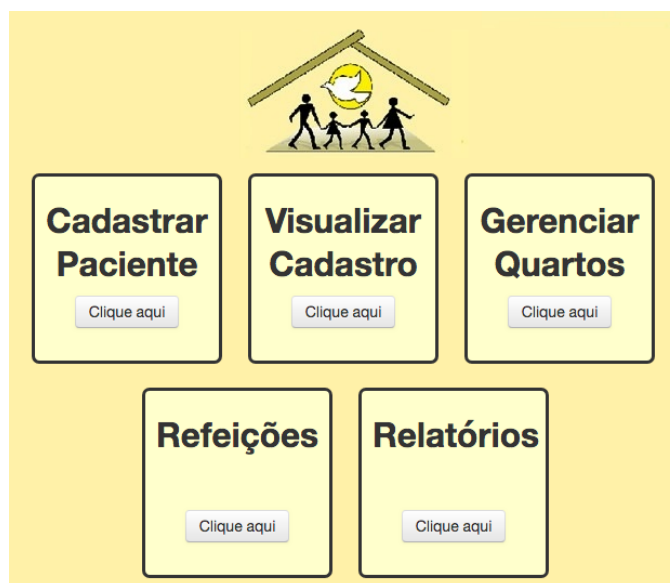 Cadastrar
Paciente
Clique aqui
Visualizar
Cadastro
Clique aqui
Gerenciar
Quartos
Clique aqui
Refeições
Clique aqui
Relatórios
Clique aqui